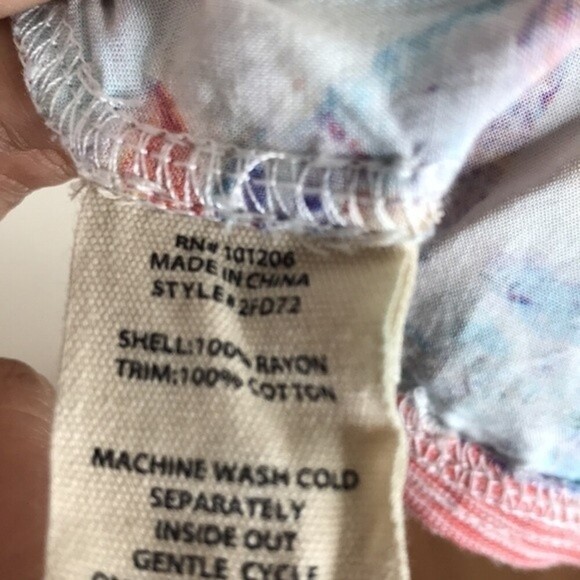 RN# 101206
MADE IN CHINA
STYLE# 2FD72
SHELL:100% RAYON
TRIM:100% COTTON
MACHINE WASH COLD
SEPARATELY
INSIDE OUT
GENTLE CYCLE